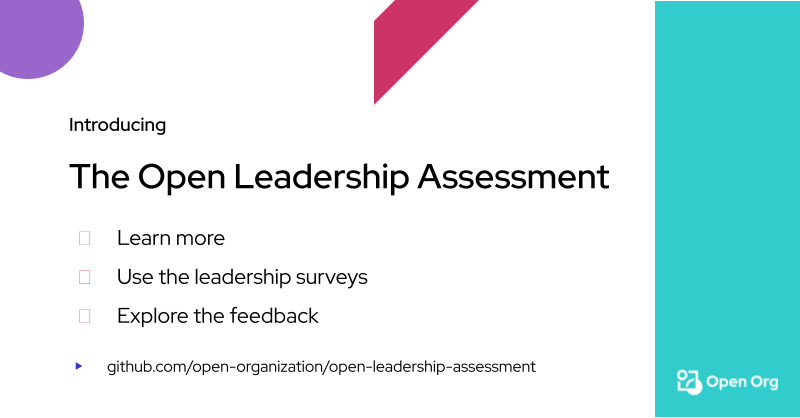 Introducing
The Open Leadership Assessment
Learn more
Use the leadership surveys
Explore the feedback
github.com/open-organization/open-leadership-assessment
Open Org